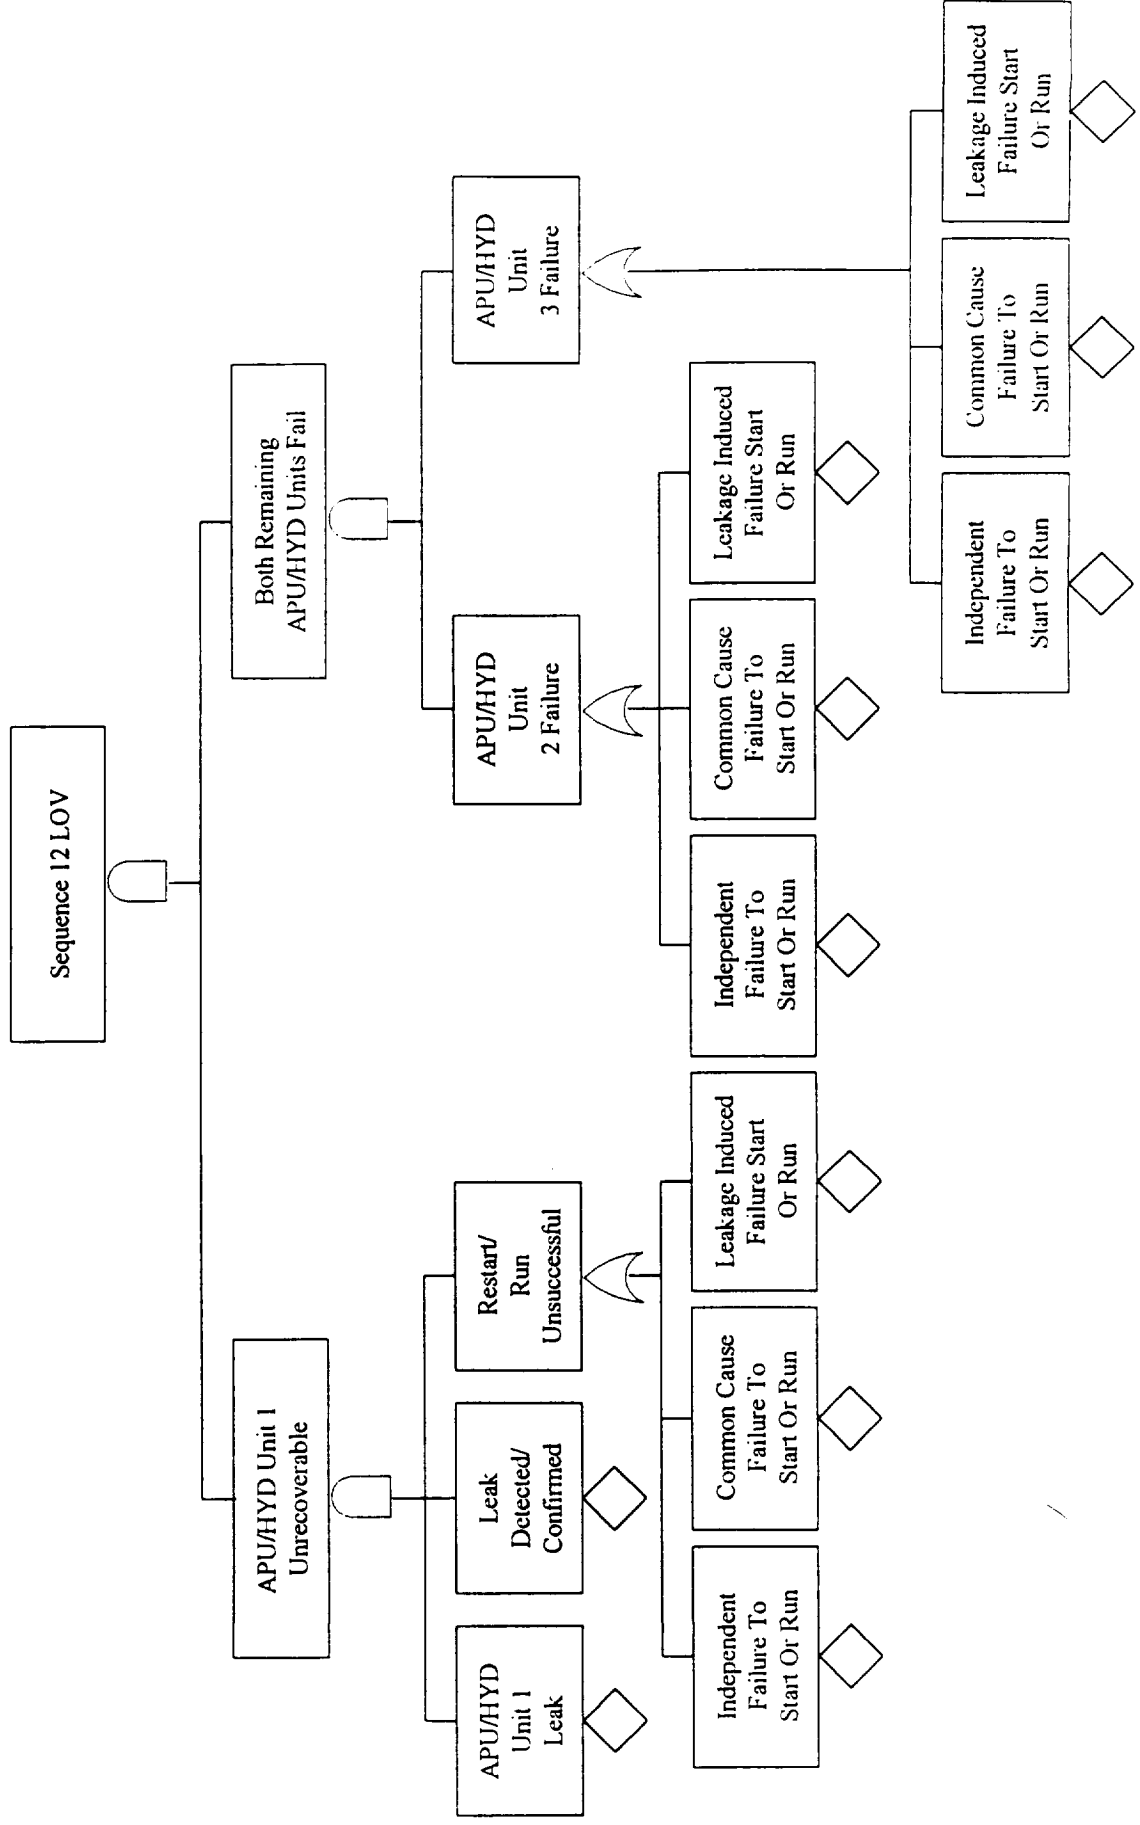 Sequence 12 LOV
APU/HYD Unit 1
Unrecoverable
Both Remaining
APU/HYD Units Fail
APU/HYD
Unit 1
Leak
Leak
Detected/
Confirmed
Restart/
Run
Unsuccessful
APU/HYD
Unit
2 Failure
APU/HYD
Unit
3 Failure
Independent
Failure To
Start Or Run
Common Cause
Failure To
Start Or Run
Leakage Induced
Failure Start
Or Run
Independent
Failure To
Start Or Run
Common Cause
Failure To
Start Or Run
Leakage Induced
Failure Start
Or Run
Independent
Failure To
Start Or Run
Common Cause
Failure To
Start Or Run
Leakage Induced
Failure Start
Or Run